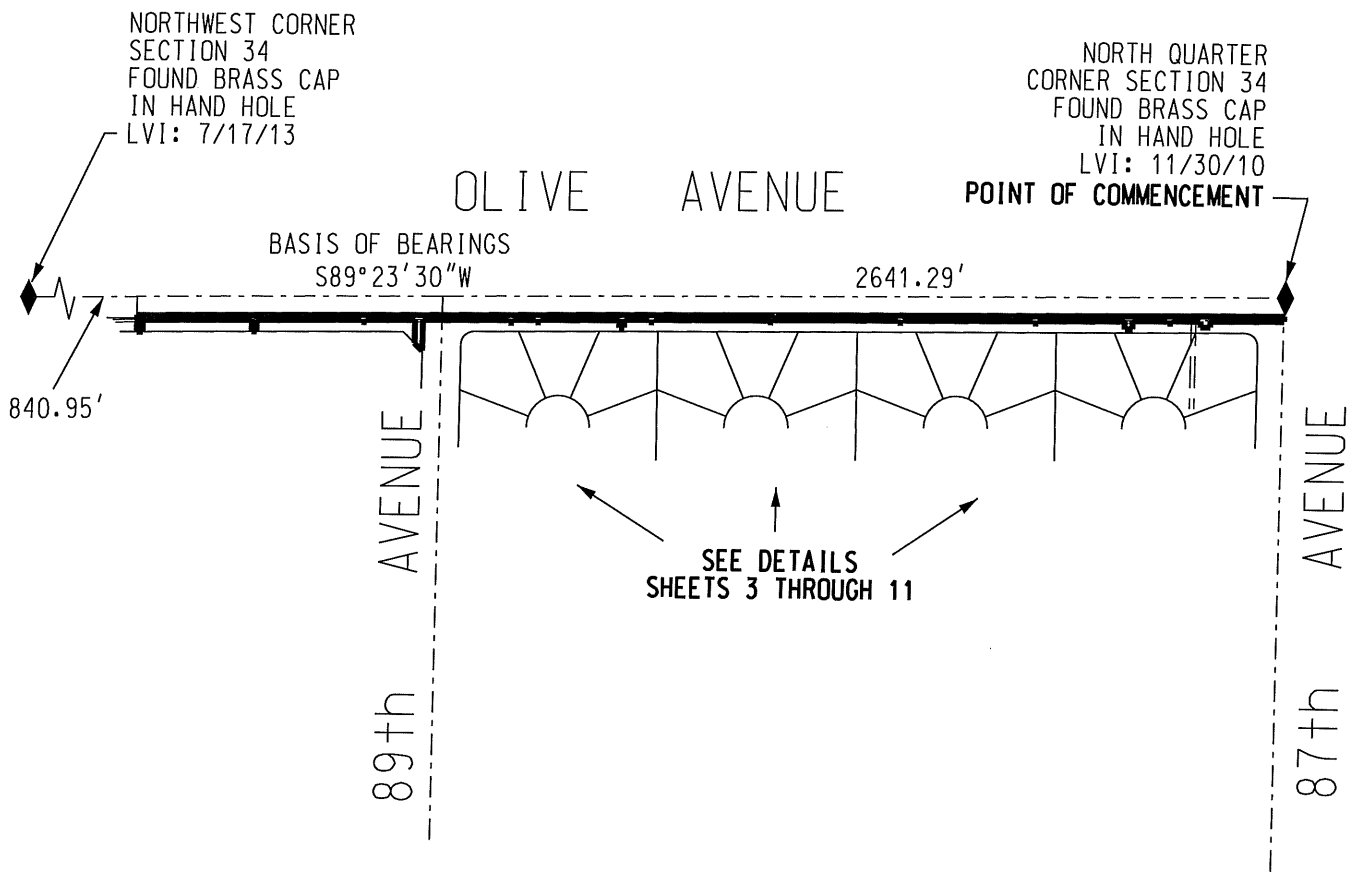 NORTHWEST CORNER
SECTION 34
FOUND BRASS CAP
IN HAND HOLE
LVI: 7/17/13
NORTH QUARTER
CORNER SECTION 34
FOUND BRASS CAP
IN HAND HOLE
LVI: 11/30/10
POINT OF COMMENCEMENT
OLIVE AVENUE
BASIS OF BEARINGS
S89°23'30"W
2641.29'
840.95'
89th AVENUE
SEE DETAILS
SHEETS 3 THROUGH 11
87th AVENUE